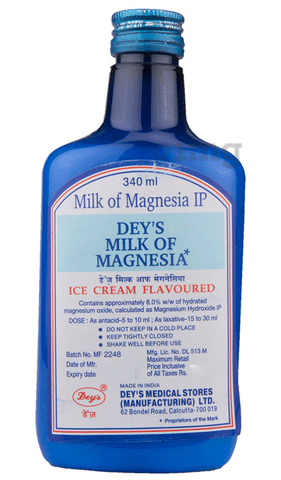 340 ml
Milk of Magnesia IP
DEY'S
MILK OF
MAGNESIA*
डे'ज़ मिल्क आफ मेगनेसिया
ICE CREAM FLAVOURED
Contains approximately 8.0% w/w of hydrated
magnesium oxide, calculated as Magnesium Hydroxide IP
DOSE : As antacid–5 to 10 ml ; As laxative–15 to 30 ml
● DO NOT KEEP IN A COLD PLACE
● KEEP TIGHTLY CLOSED
● SHAKE WELL BEFORE USE
Batch No. MF 2248
Date of Mfr.
Expiry date
Mfg. Lic. No. DL 513 M
Maximum Retail
Price Inclusive
of All Taxes Rs.
Dey's
डे'ज़
MADE IN INDIA
DEY'S MEDICAL STORES
(MANUFACTURING) LTD.
62 Bondel Road, Calcutta-700 019
* Proprietors of the Mark